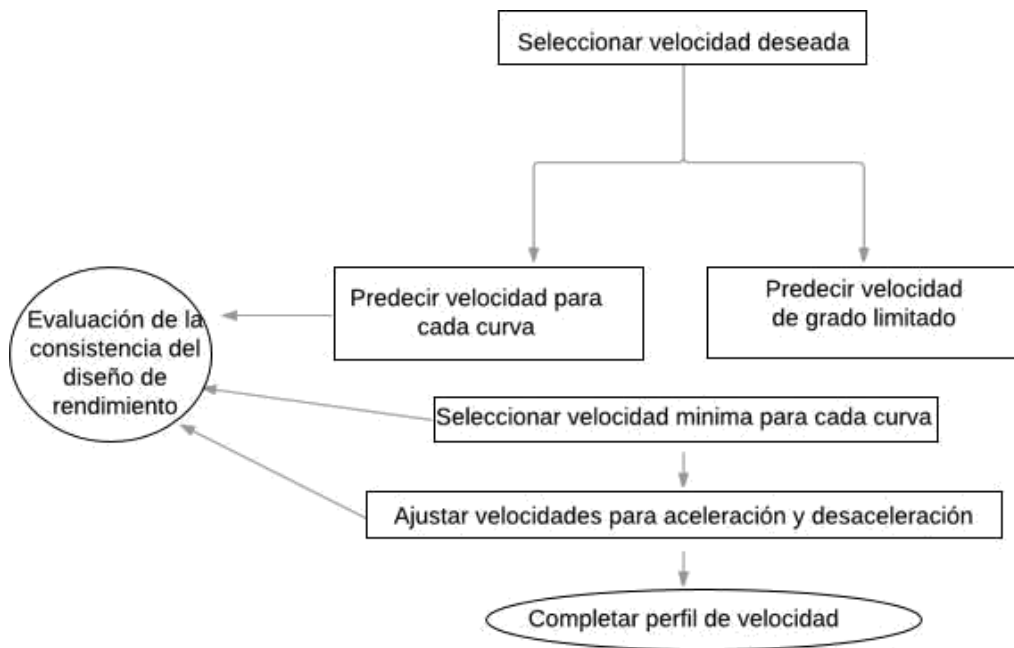 Seleccionar velocidad deseada
Predecir velocidad para
cada curva
Predecir velocidad
de grado limitado
Evaluación de la
consistencia del
diseño de
rendimiento
Seleccionar velocidad minima para cada curva
Ajustar velocidades para aceleración y desaceleración
Completar perfil de velocidad